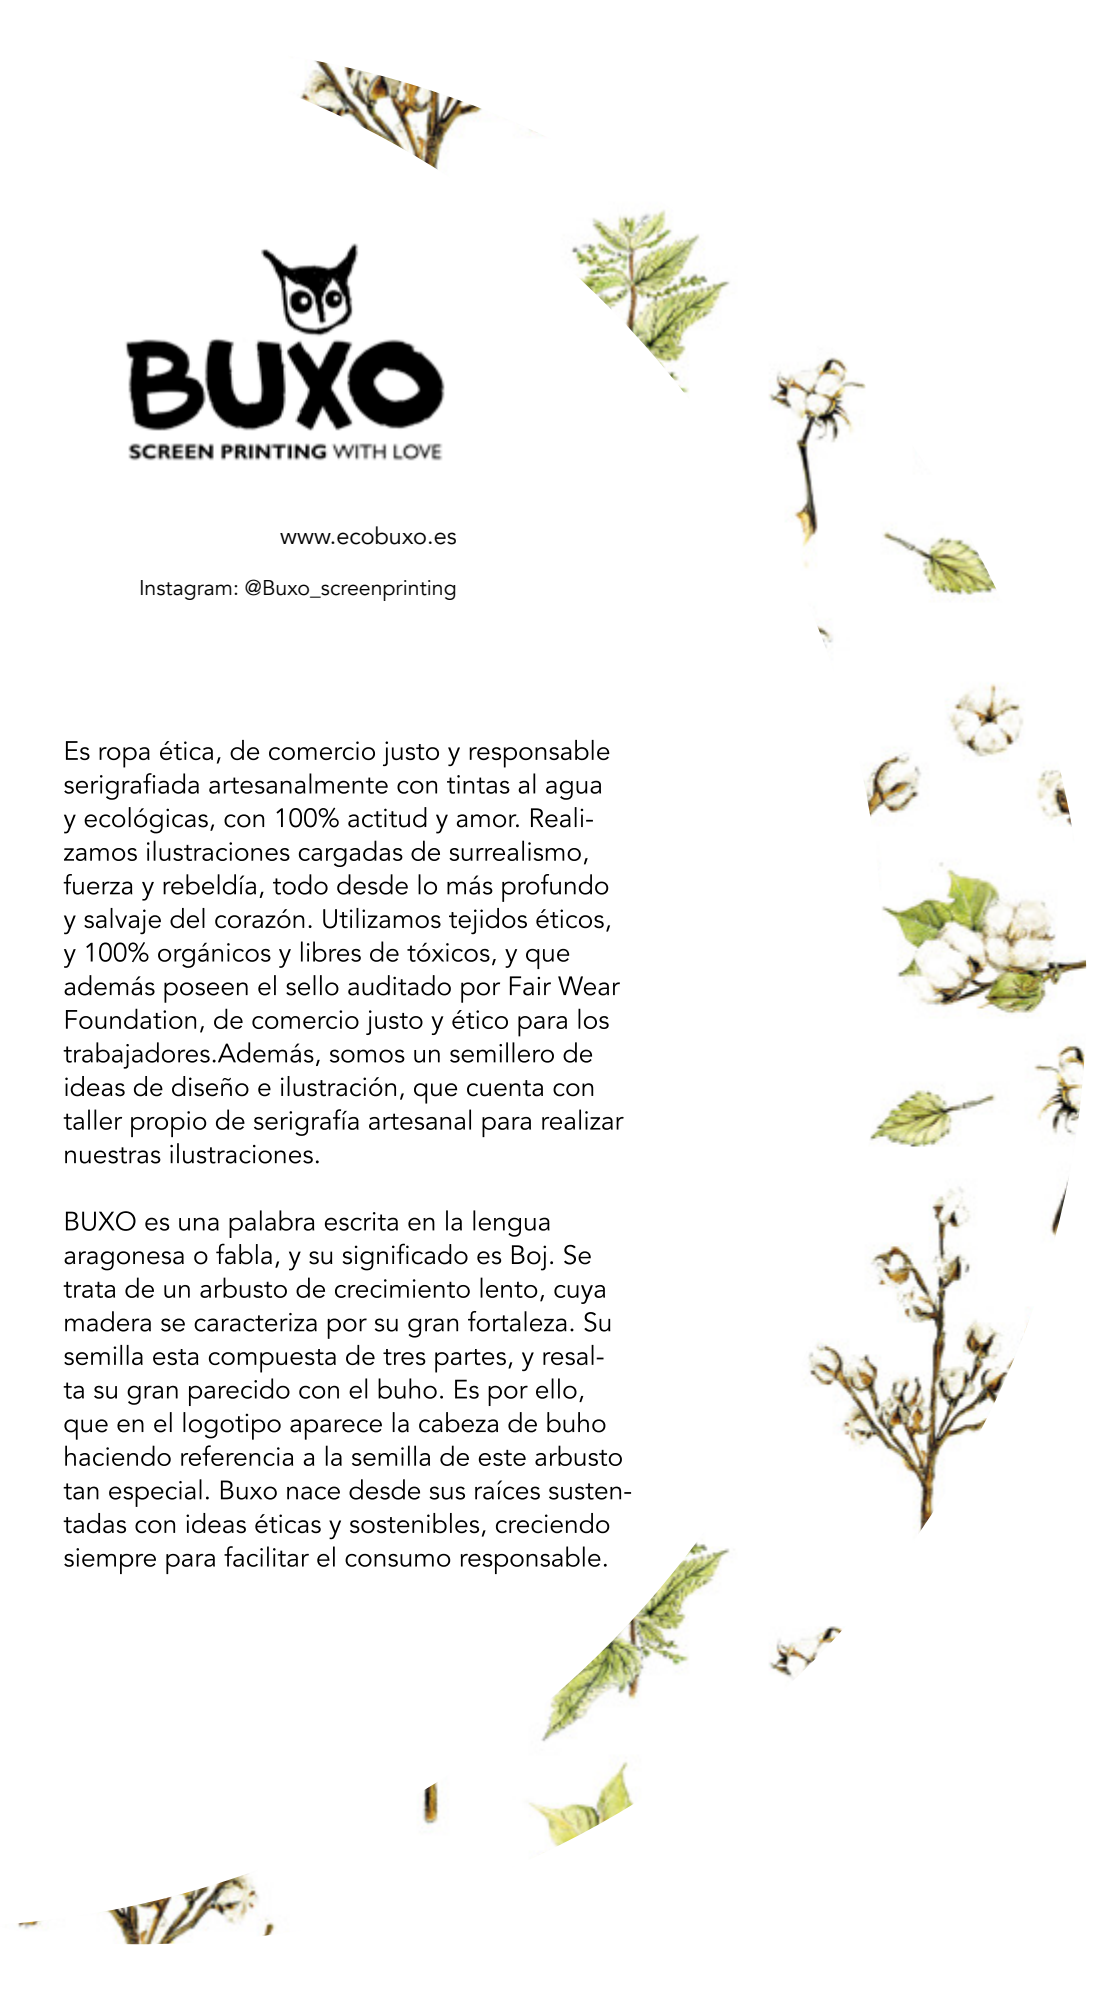 BUXO
SCREEN PRINTING WITH LOVE
www.ecobuxo.es
Instagram: @Buxo_screenprinting
Es ropa ética, de comercio justo y responsable
serigrafiada artesanalmente con tintas al agua
y ecológicas, con 100% actitud y amor. Reali-
zamos ilustraciones cargadas de surrealismo,
fuerza y rebeldía, todo desde lo más profundo
y salvaje del corazón. Utilizamos tejidos éticos,
y 100% orgánicos y libres de tóxicos, y que
además poseen el sello auditado por Fair Wear
Foundation, de comercio justo y ético para los
trabajadores.Además, somos un semillero de
ideas de diseño e ilustración, que cuenta con
taller propio de serigrafía artesanal para realizar
nuestras ilustraciones.
BUXO es una palabra escrita en la lengua
aragonesa o fabla, y su significado es Boj. Se
trata de un arbusto de crecimiento lento, cuya
madera se caracteriza por su gran fortaleza. Su
semilla esta compuesta de tres partes, y resal-
ta su gran parecido con el buho. Es por ello,
que en el logotipo aparece la cabeza de buho
haciendo referencia a la semilla de este arbusto
tan especial. Buxo nace desde sus raíces susten-
tadas con ideas éticas y sostenibles, creciendo
siempre para facilitar el consumo responsable.